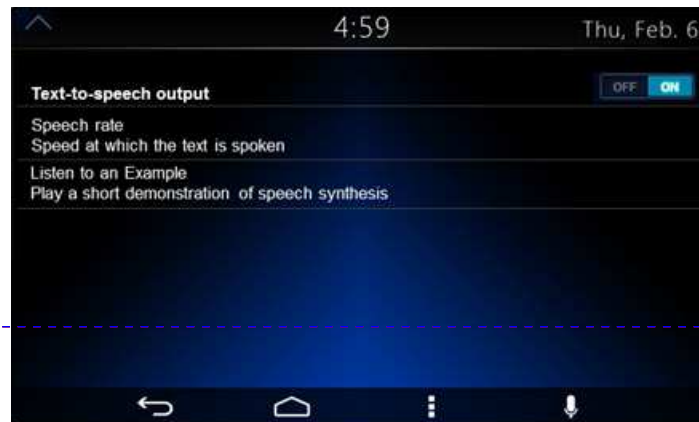 4:59 Thu, Feb. 6
Text-to-speech output OFF ON
Speech rate
Speed at which the text is spoken
Listen to an Example
Play a short demonstration of speech synthesis